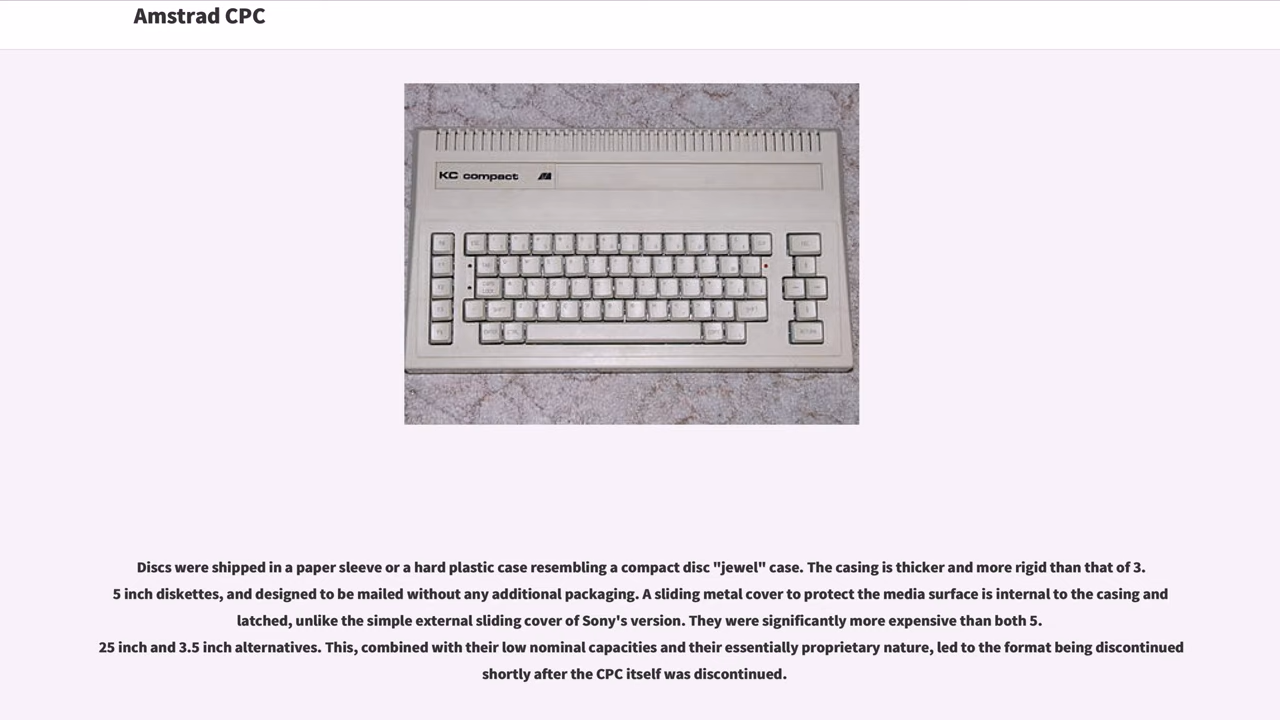 Amstrad CPC
KC compact
Discs were shipped in a paper sleeve or a hard plastic case resembling a compact disc "jewel" case. The casing is thicker and more rigid than that of 3.
5 inch diskettes, and designed to be mailed without any additional packaging. A sliding metal cover to protect the media surface is internal to the casing and
latched, unlike the simple external sliding cover of Sony's version. They were significantly more expensive than both 5.
25 inch and 3.5 inch alternatives. This, combined with their low nominal capacities and their essentially proprietary nature, led to the format being discontinued
shortly after the CPC itself was discontinued.